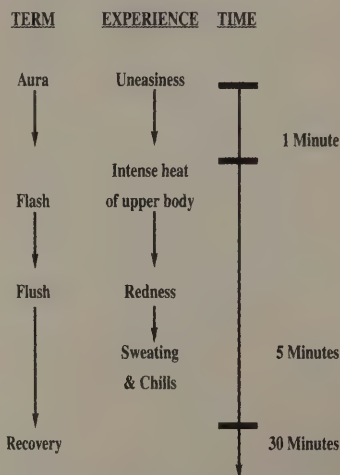 TERM EXPERIENCE TIME
Aura Uneasiness
1 Minute
Intense heat
Flash of upper body
Flush Redness
Sweating 5 Minutes
& Chills
Recovery 30 Minutes